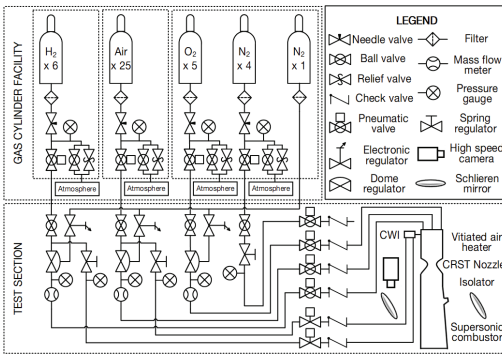 GAS CYLINDER FACILITY
H2
x 6
Air
x 25
O2
x 5
N2
x 4
N2
x 1
Atmosphere
Atmosphere
Atmosphere
TEST SECTION
CWI
Vitiated air
heater
CRST Nozzle
Isolator
Supersonic
combustor
LEGEND
Needle valve
Ball valve
Relief valve
Check valve
Pneumatic
valve
Electronic
regulator
Dome
regulator
Filter
Mass flow
meter
Pressure
gauge
Spring
regulator
High speed
camera
Schlieren
mirror